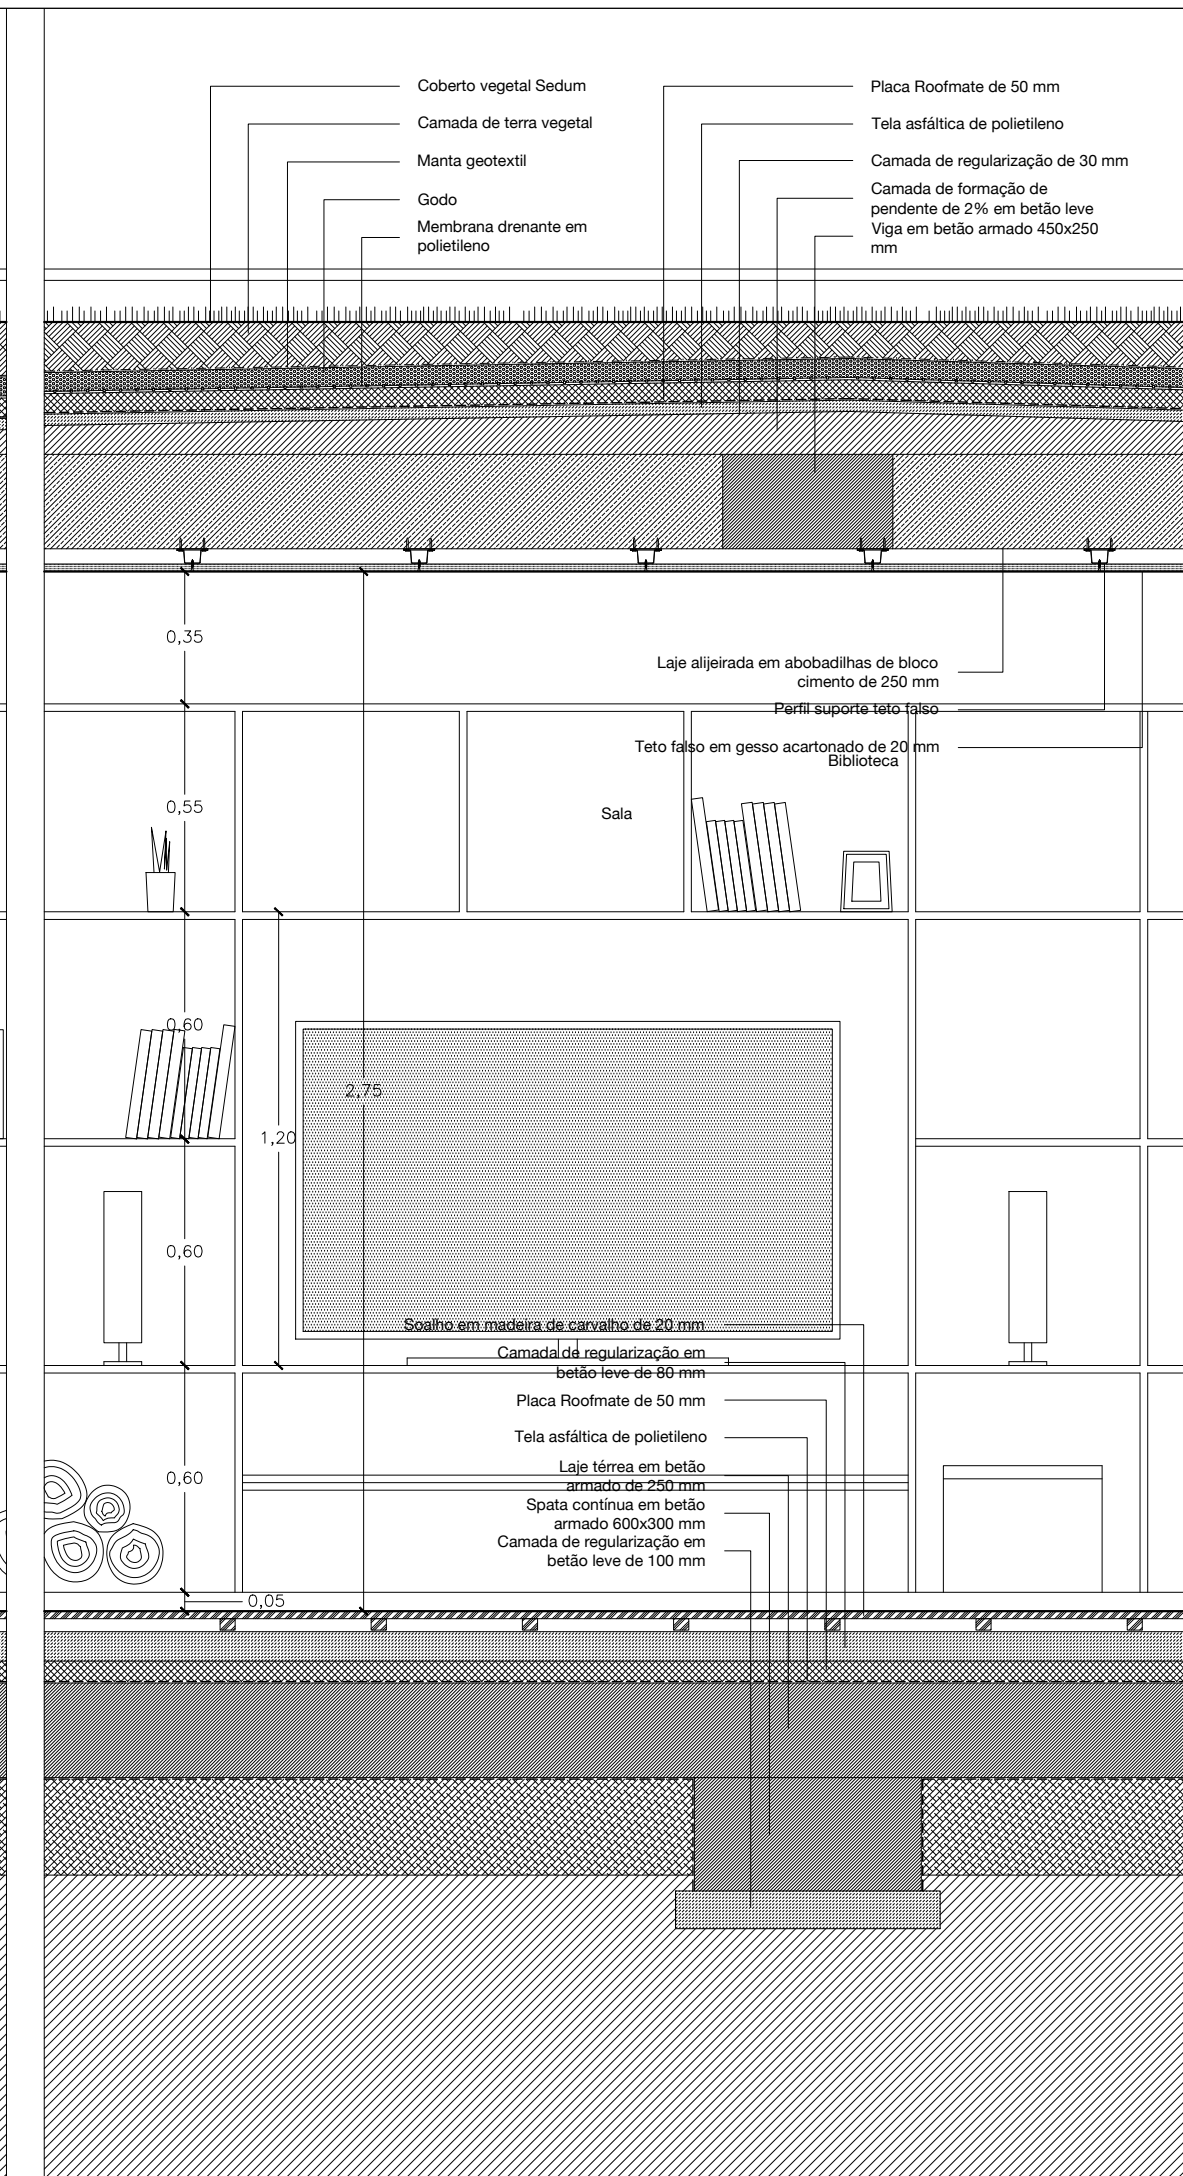 Coberto vegetal Sedum
Camada de terra vegetal
Manta geotextil
Godo
Membrana drenante em
polietileno
Placa Roofmate de 50 mm
Tela asfáltica de polietileno
Camada de regularização de 30 mm
Camada de formação de
pendente de 2% em betão leve
Viga em betão armado 450x250
mm
0,35
Laje alijeirada em abobadilhas de bloco
cimento de 250 mm
Perfil suporte teto falso
Teto falso em gesso acartonado de 20 mm
Biblioteca
0,55
Sala
0,60
2,75
1,20
0,60
Soalho em madeira de carvalho de 20 mm
Camada de regularização em
betão leve de 80 mm
Placa Roofmate de 50 mm
Tela asfáltica de polietileno
Laje térrea em betão
armado de 250 mm
0,60
Spata contínua em betão
armado 600x300 mm
Camada de regularização em
betão leve de 100 mm
0,05